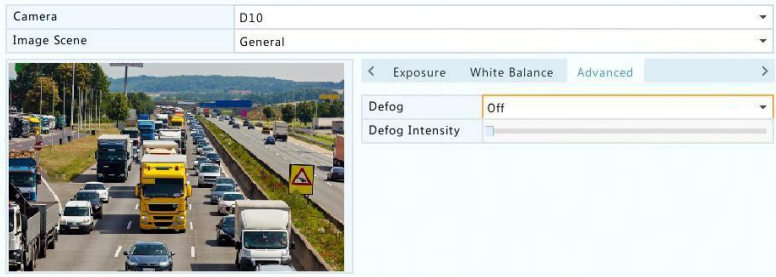 Camera D10
Image Scene General
Exposure White Balance Advanced
Defog Off
Defog Intensity